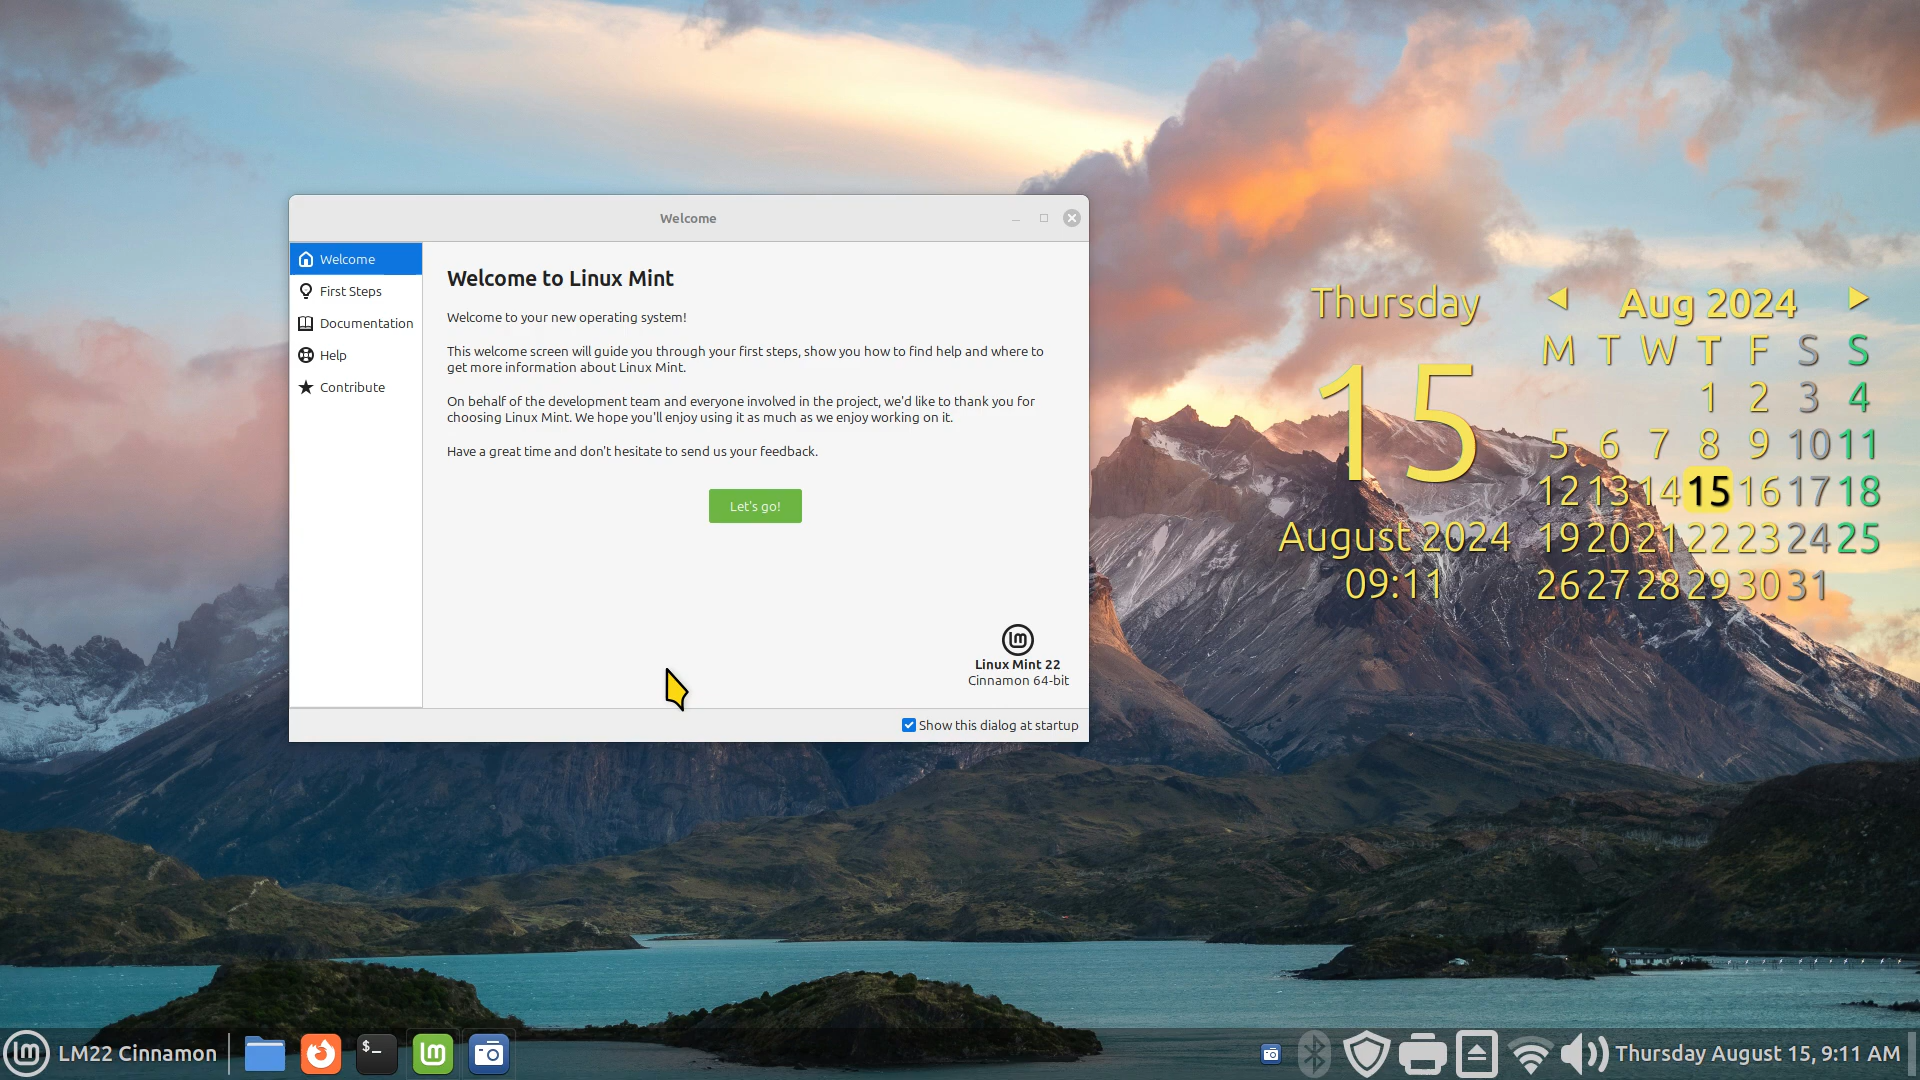 Welcome
Welcome
First Steps
Documentation
Help
Contribute
Welcome to Linux Mint
Welcome to your new operating system!
This welcome screen will guide you through your first steps, show you how to find help and where to
get more information about Linux Mint.
On behalf of the development team and everyone involved in the project, we'd like to thank you for
choosing Linux Mint. We hope you'll enjoy using it as much as we enjoy working on it.
Have a great time and don't hesitate to send us your feedback.
Let's go!
Linux Mint 22
Cinnamon 64-bit
Show this dialog at startup
Thursday
15
August 2024
09:11
Aug 2024
M T W T F S S
1 2 3 4
5 6 7 8 9 10 11
12 13 14 15 16 17 18
19 20 21 22 23 24 25
26 27 28 29 30 31
LM22 Cinnamon
$_
Thursday August 15, 9:11 AM